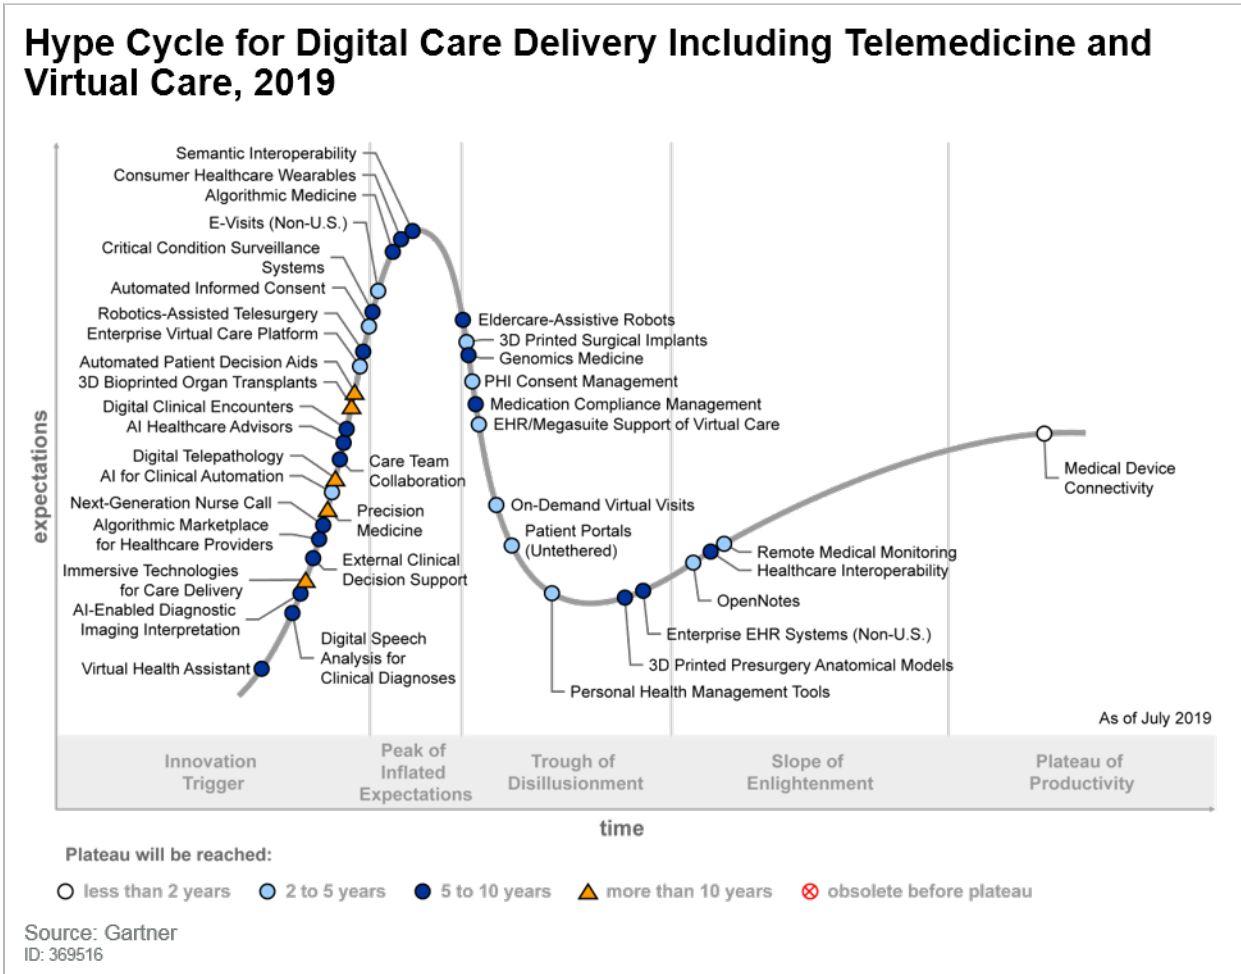 Hype Cycle for Digital Care Delivery Including Telemedicine and
Virtual Care, 2019
expectations
Semantic Interoperability
Consumer Healthcare Wearables
Algorithmic Medicine
E-Visits (Non-U.S.)
Critical Condition Surveillance
Systems
Automated Informed Consent
Robotics-Assisted Telesurgery
Enterprise Virtual Care Platform
Automated Patient Decision Aids
3D Bioprinted Organ Transplants
Digital Clinical Encounters
AI Healthcare Advisors
Care Team
Collaboration
Digital Telepathology
AI for Clinical Automation
Precision
Medicine
Next-Generation Nurse Call
Algorithmic Marketplace
for Healthcare Providers
External Clinical
Decision Support
Immersive Technologies
for Care Delivery
AI-Enabled Diagnostic
Imaging Interpretation
Digital Speech
Analysis for
Clinical Diagnoses
Virtual Health Assistant
Eldercare-Assistive Robots
3D Printed Surgical Implants
Genomics Medicine
PHI Consent Management
Medication Compliance Management
EHR/Megasuite Support of Virtual Care
On-Demand Virtual Visits
Patient Portals
(Untethered)
Personal Health Management Tools
3D Printed Presurgery Anatomical Models
Enterprise EHR Systems (Non-U.S.)
OpenNotes
Healthcare Interoperability
Remote Medical Monitoring
Medical Device
Connectivity
As of July 2019
Innovation
Trigger
Peak of
Inflated
Expectations
Trough of
Disillusionment
Slope of
Enlightenment
Plateau of
Productivity
time
Plateau will be reached:
less than 2 years
2 to 5 years
5 to 10 years
more than 10 years
obsolete before plateau
Source: Gartner
ID: 369516